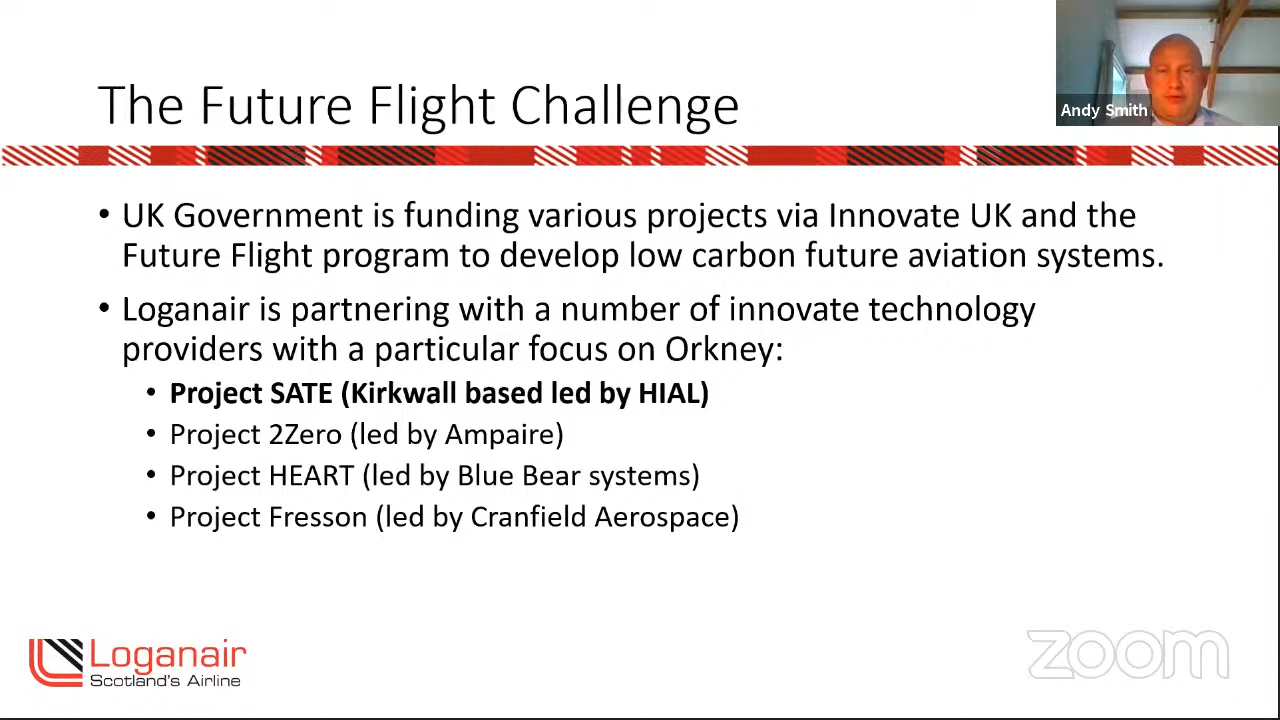 The Future Flight Challenge
Andy Smith
• UK Government is funding various projects via Innovate UK and the
Future Flight program to develop low carbon future aviation systems.
• Loganair is partnering with a number of innovate technology
providers with a particular focus on Orkney:
• Project SATE (Kirkwall based led by HIAL)
• Project 2Zero (led by Ampaire)
• Project HEART (led by Blue Bear systems)
• Project Fresson (led by Cranfield Aerospace)
Loganair
Scotland's Airline
zoom